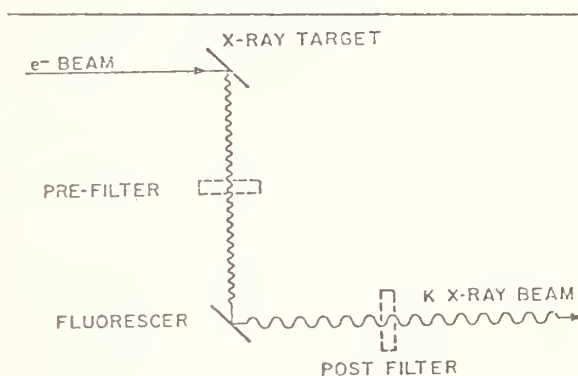 X-RAY TARGET
e- BEAM
PRE-FILTER
K X-RAY BEAM
FLUORESCER
POST FILTER